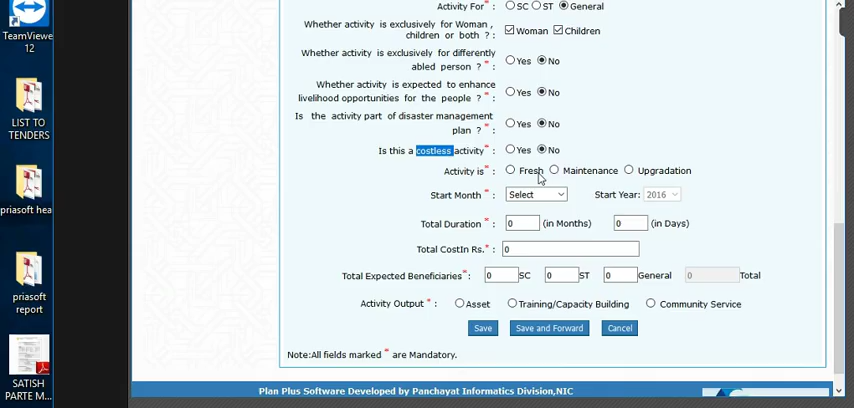 TeamViewe
12
LIST TO
TENDERS
priasoft hea
priasoft
report
SATISH
PARTE M...
Activity For * : SC ST General
Whether activity is exclusively for Woman ,
children or both ? : Woman Children
Whether activity is exclusively for differently
abled person ? * : Yes No
Whether activity is expected to enhance
livelihood opportunities for the people ? * : Yes No
Is the activity part of disaster management
plan ? * : Yes No
Is this a costless activity * : Yes No
Activity is * : Fresh Maintenance Upgradation
Start Month * : Select Start Year: 2016
Total Duration * : 0 (in Months) 0 (in Days)
Total CostIn Rs.* : 0
Total Expected Beneficiaries* : 0 SC 0 ST 0 General 0 Total
Activity Output * : Asset Training/Capacity Building Community Service
Save Save and Forward Cancel
Note:All fields marked * are Mandatory.
Plan Plus Software Developed by Panchayat Informatics Division,NIC